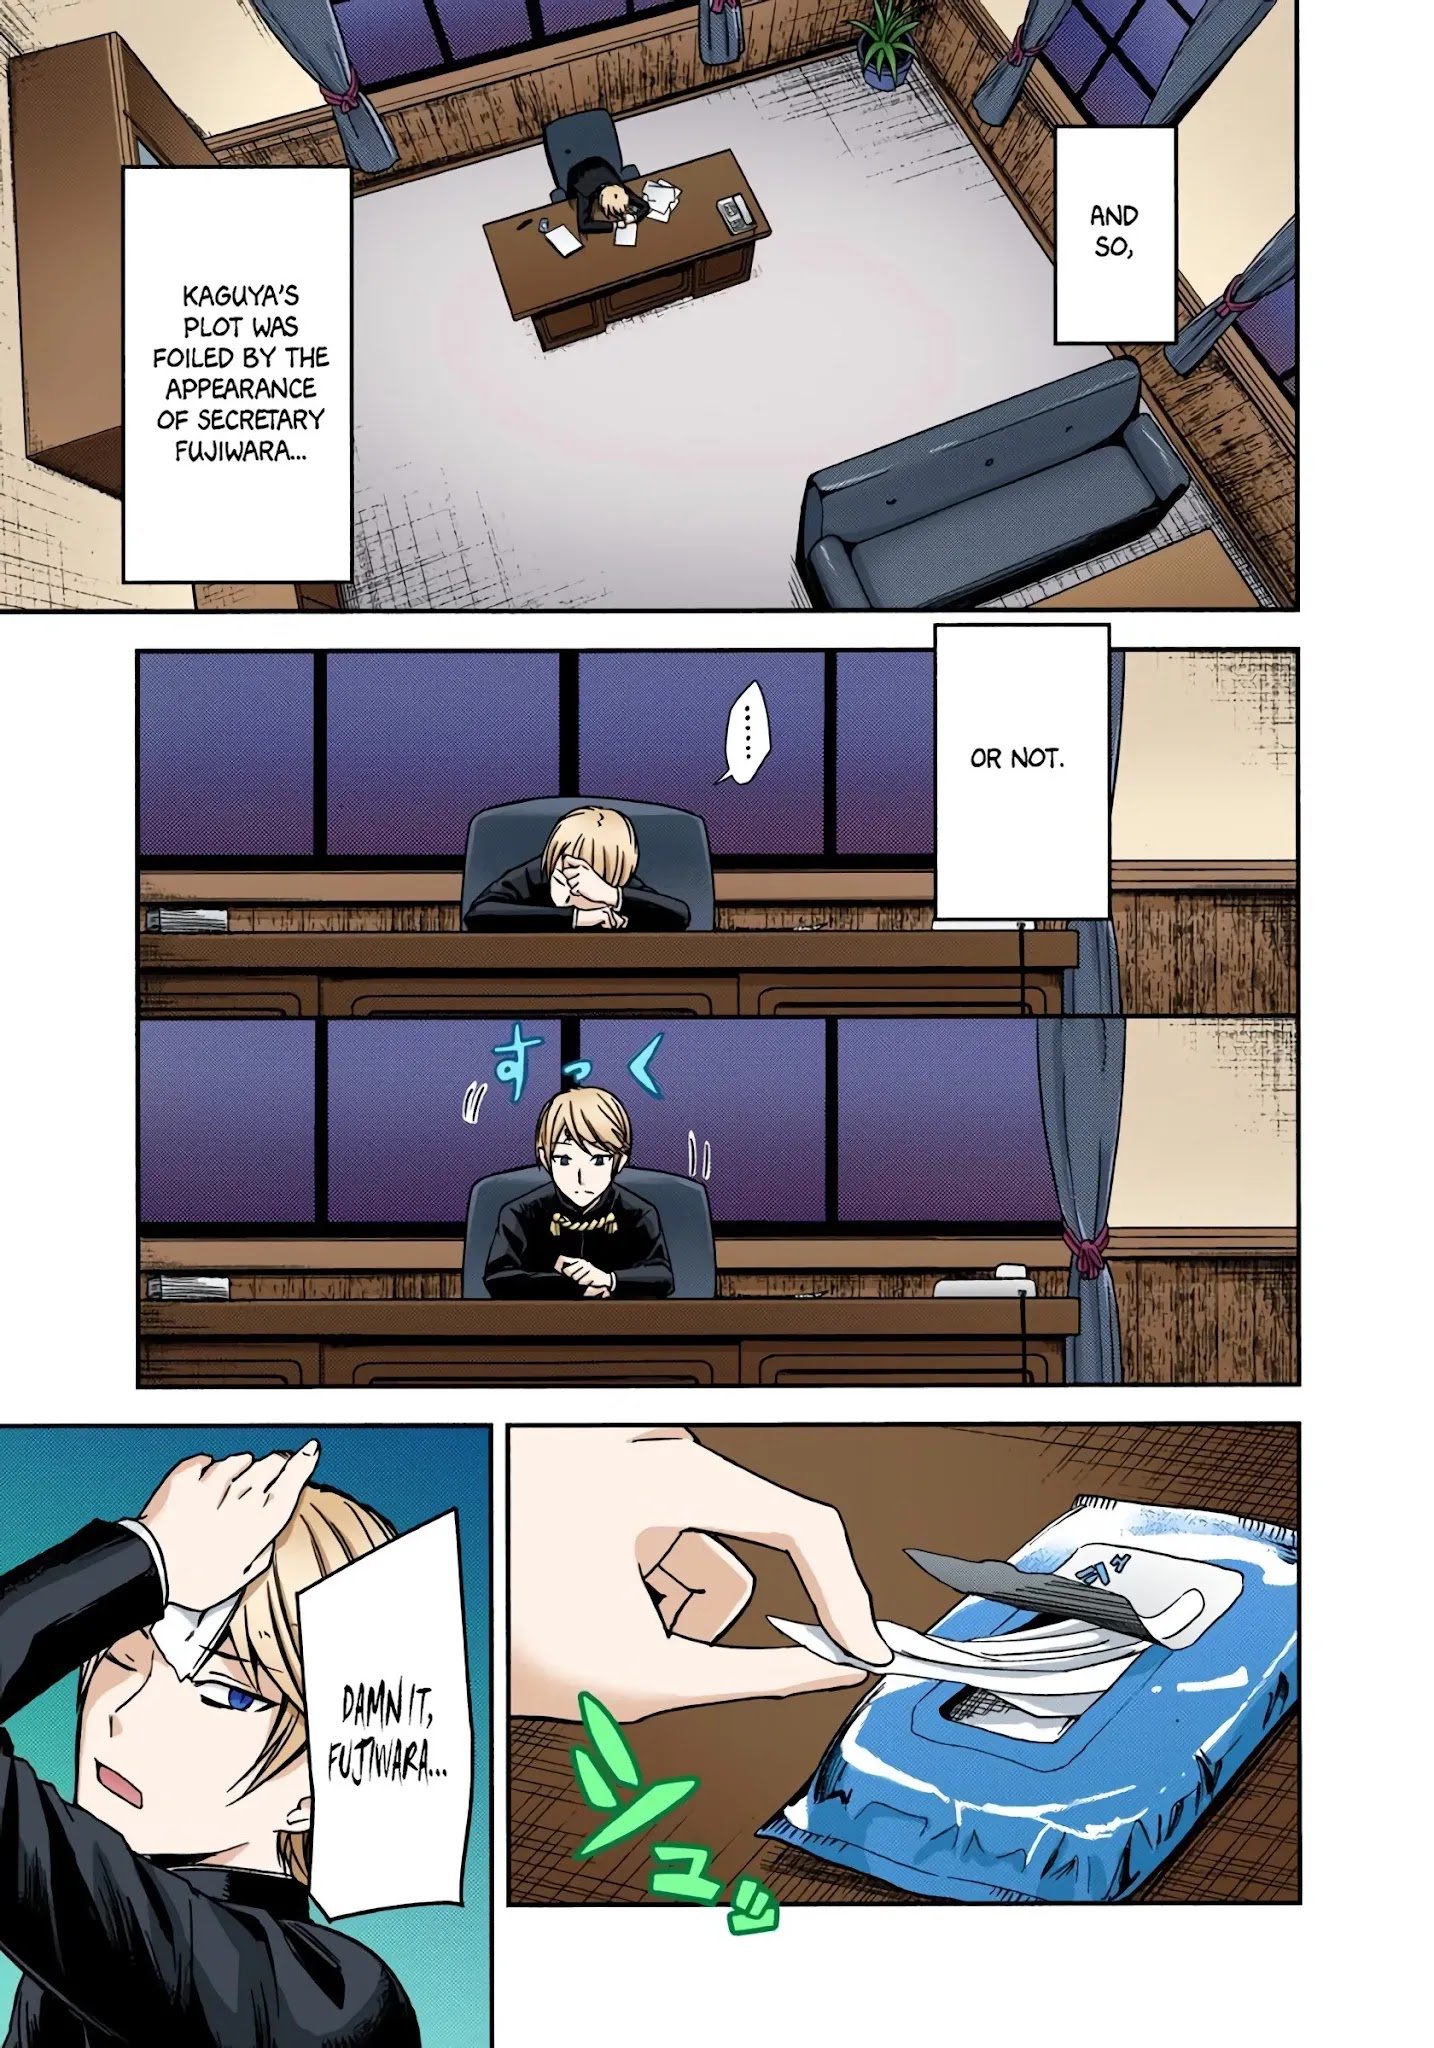 AND
SO,
KAGUYA'S
PLOT WAS
FOILED BY THE
APPEARANCE
OF SECRETARY
FUJIWARA...
OR NOT.
......
すっく
シュッ
DAMN IT,
FUJIWARA...